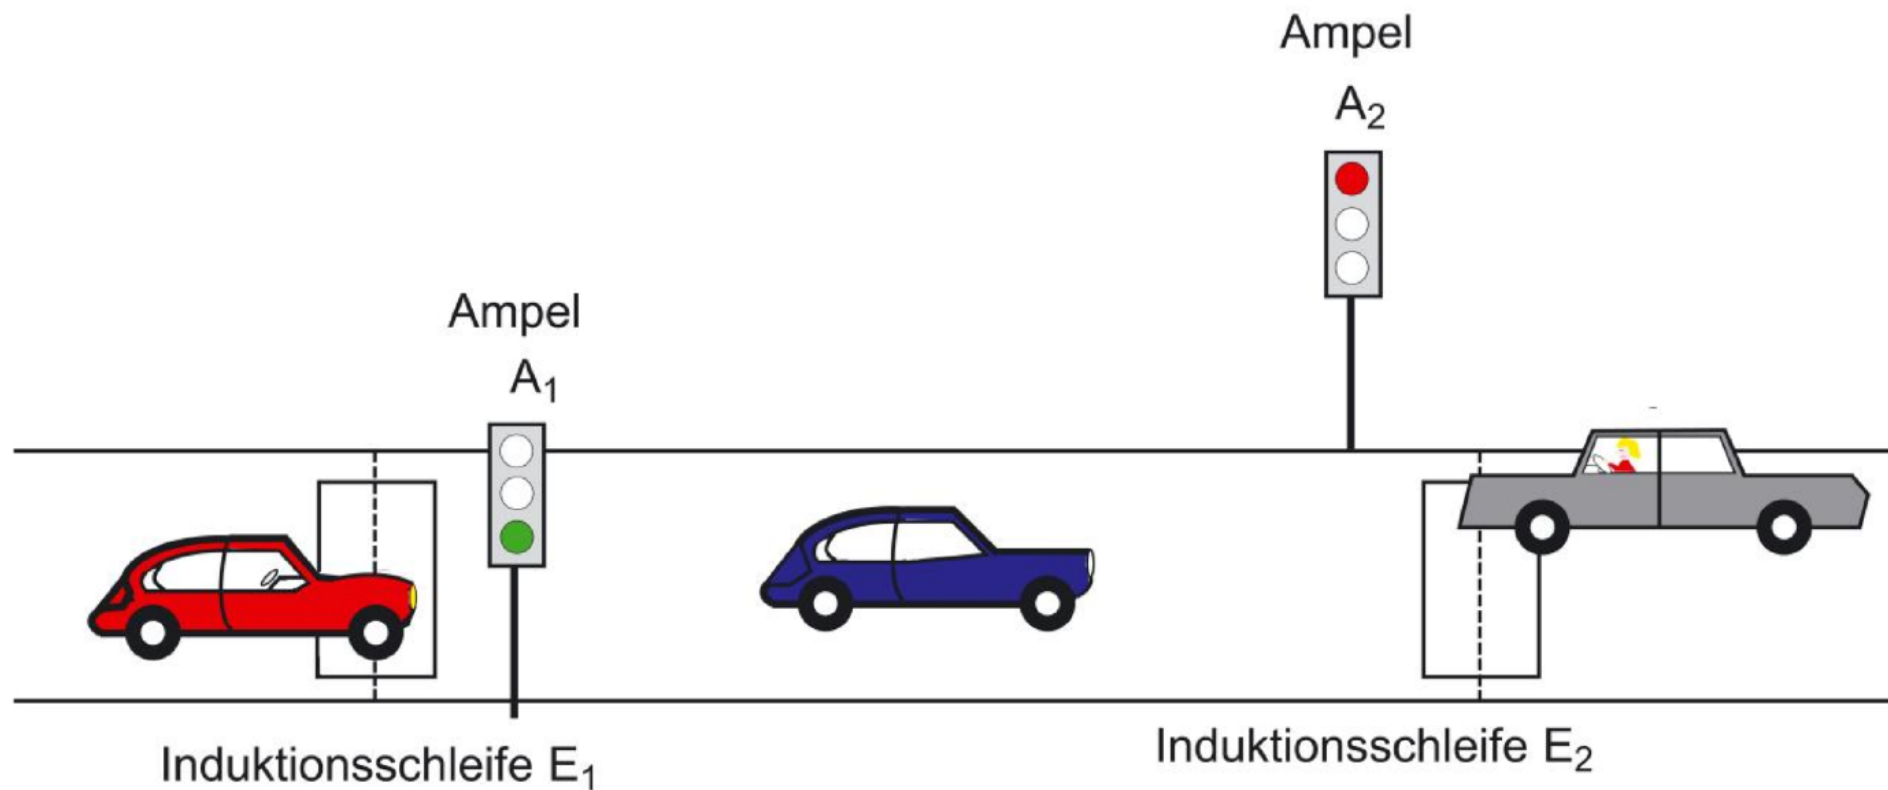 Ampel
A₂
Ampel
A₁
Induktionsschleife E₁
Induktionsschleife E₂